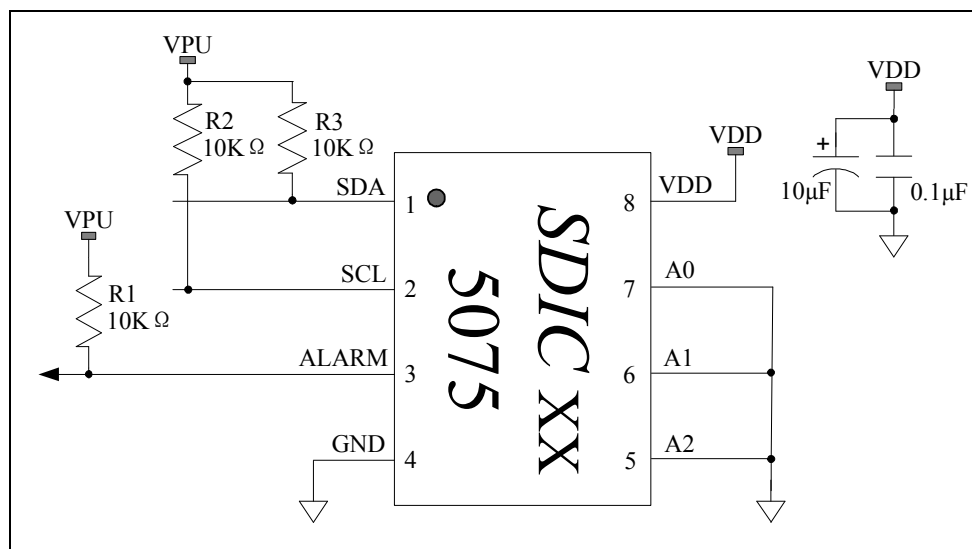 VPU
R2
10K Ω
R3
10K Ω
VPU
R1
10K Ω
SDA
SCL
ALARM
GND
1
2
3
4
5075
SDIC XX
8
7
6
5
VDD
A0
A1
A2
VDD
VDD
+
10µF
0.1µF